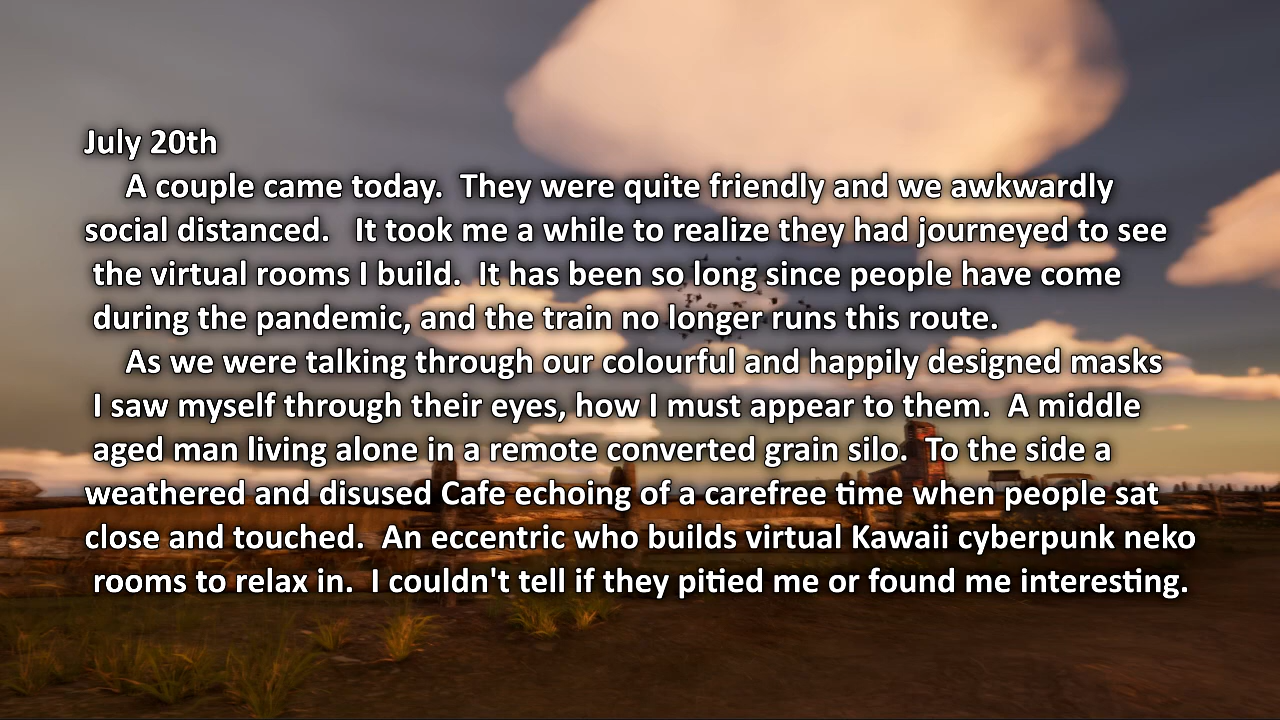 July 20th
A couple came today. They were quite friendly and we awkwardly
social distanced. It took me a while to realize they had journeyed to see
the virtual rooms I build. It has been so long since people have come
during the pandemic, and the train no longer runs this route.
As we were talking through our colourful and happily designed masks
I saw myself through their eyes, how I must appear to them. A middle
aged man living alone in a remote converted grain silo. To the side a
weathered and disused Cafe echoing of a carefree time when people sat
close and touched. An eccentric who builds virtual Kawaii cyberpunk neko
rooms to relax in. I couldn't tell if they pitied me or found me interesting.